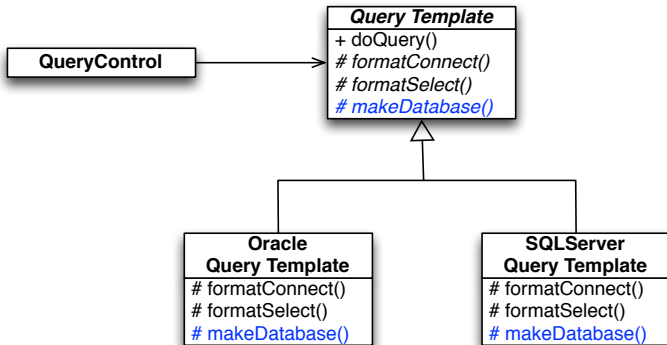 Query Template
+ doQuery()
# formatConnect()
# formatSelect()
# makeDatabase()
QueryControl
Oracle
Query Template
# formatConnect()
# formatSelect()
# makeDatabase()
SQLServer
Query Template
# formatConnect()
# formatSelect()
# makeDatabase()